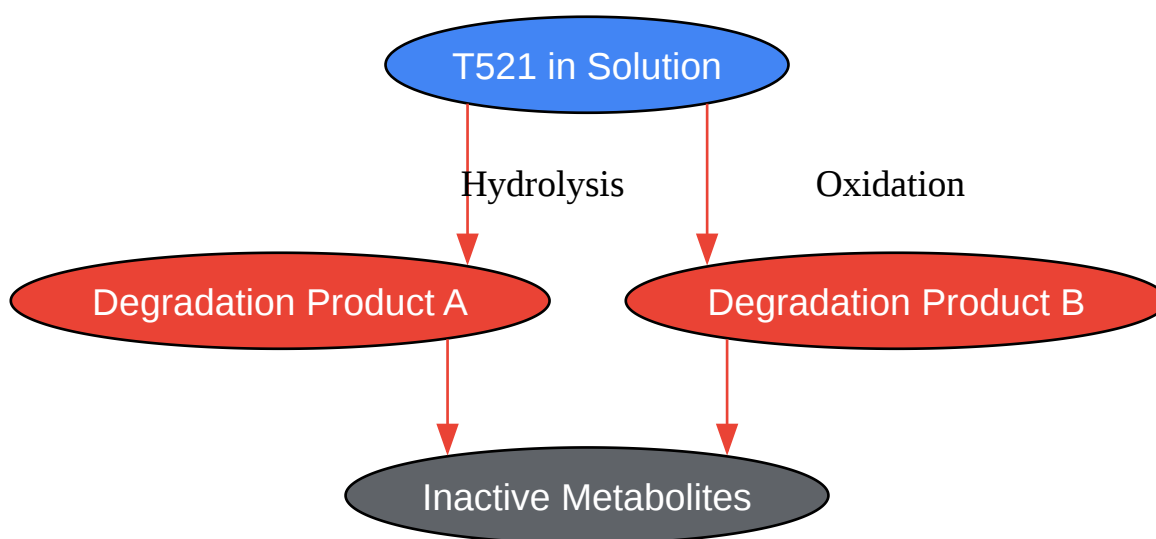 T521 in Solution
Hydrolysis
Oxidation
Degradation Product A
Degradation Product B
Inactive Metabolites